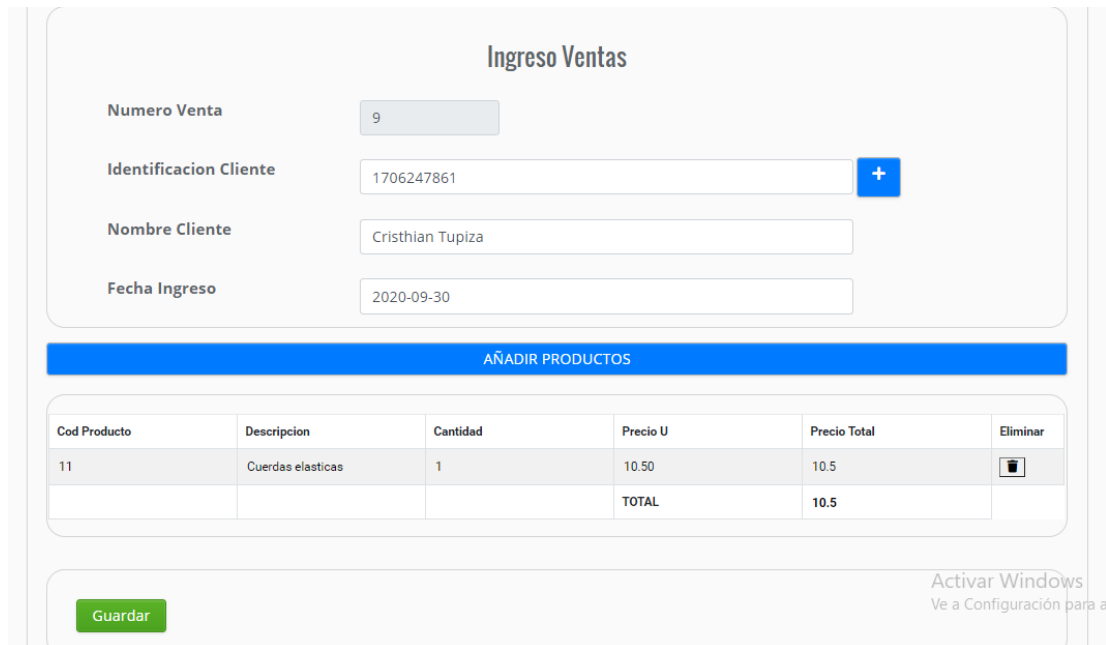 Ingreso Ventas
Numero Venta 9
Identificacion Cliente 1706247861 +
Nombre Cliente Cristhian Tupiza
Fecha Ingreso 2020-09-30
AÑADIR PRODUCTOS
Cod Producto Descripcion Cantidad Precio U Precio Total Eliminar
11 Cuerdas elasticas 1 10.50 10.5
TOTAL 10.5
Activar Windows
Ve a Configuración para a
Guardar